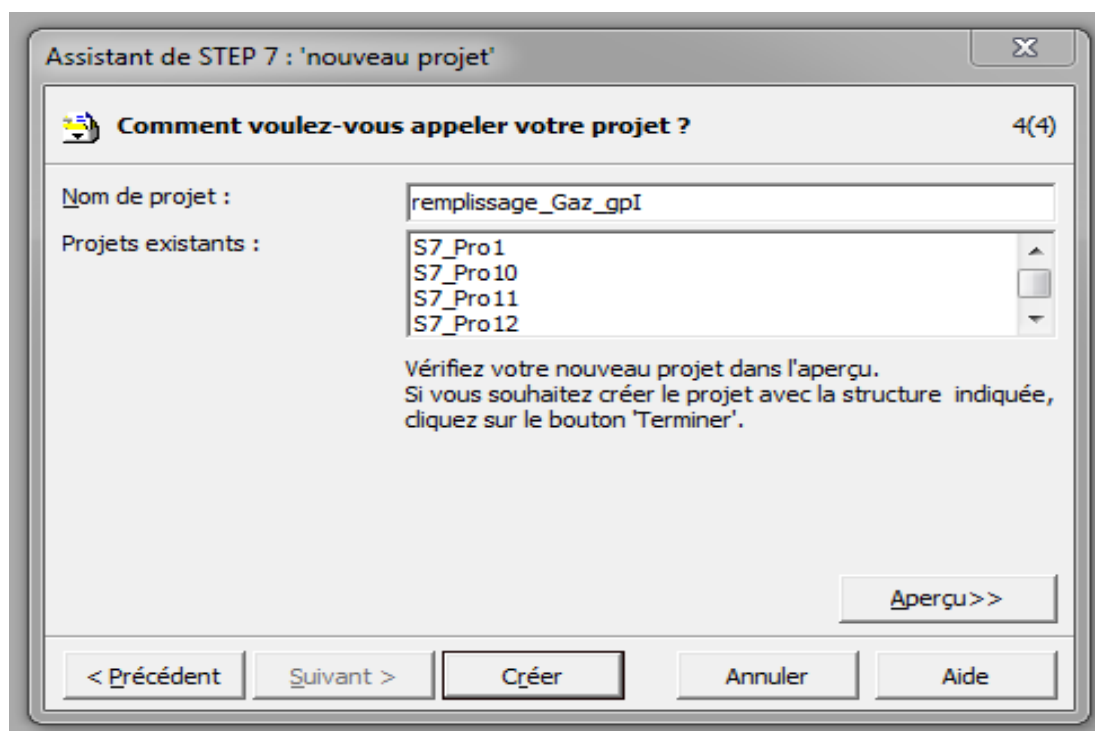 Assistant de STEP 7 : 'nouveau projet'
Comment voulez-vous appeler votre projet ? 4(4)
Nom de projet : remplissage_Gaz_gpI
Projets existants : S7_Pro1
S7_Pro10
S7_Pro11
S7_Pro12
Vérifiez votre nouveau projet dans l'aperçu.
Si vous souhaitez créer le projet avec la structure indiquée,
cliquez sur le bouton 'Terminer'.
Aperçu>>
< Précédent Suivant > Créer Annuler Aide